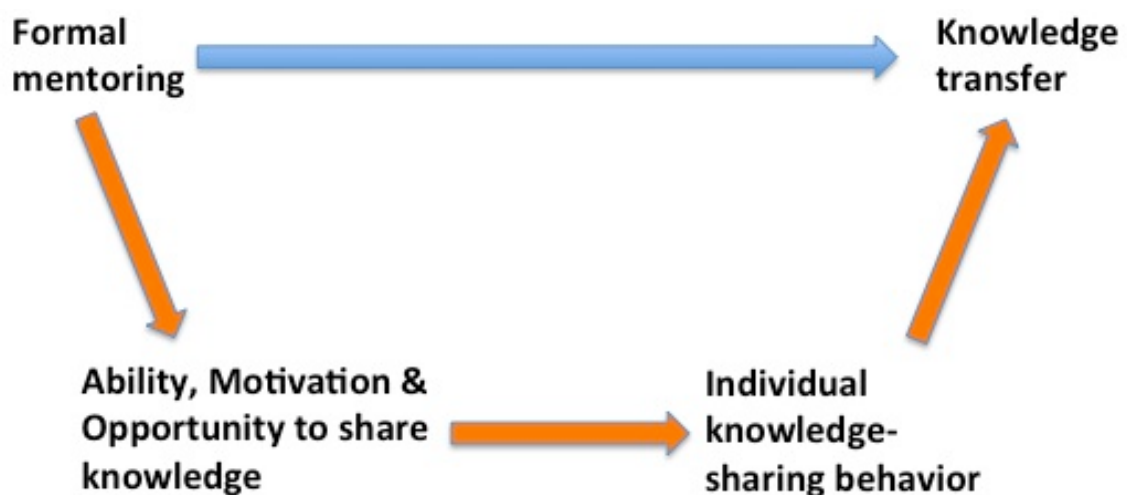 Formal
mentoring
Knowledge
transfer
Ability, Motivation &
Opportunity to share
knowledge
Individual
knowledge-
sharing behavior